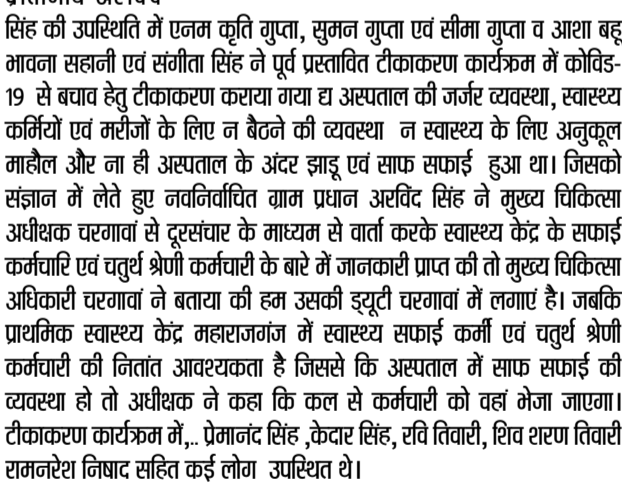 सिंह की उपस्थिति में एनम कृति गुप्ता, सुमन गुप्ता एवं सीमा गुप्ता व आशा बहू
भावना सहानी एवं संगीता सिंह ने पूर्व प्रस्तावित टीकाकरण कार्यक्रम में कोविड-
19 से बचाव हेतु टीकाकरण कराया गया द्य अस्पताल की जर्जर व्यवस्था, स्वास्थ्य
कर्मियों एवं मरीजों के लिए न बैठने की व्यवस्था न स्वास्थ्य के लिए अनुकूल
माहौल और ना ही अस्पताल के अंदर झाडू एवं साफ सफाई हुआ था। जिसको
संज्ञान में लेते हुए नवनिर्वाचित ग्राम प्रधान अरविंद सिंह ने मुख्य चिकित्सा
अधीक्षक चरगावां से दूरसंचार के माध्यम से वार्ता करके स्वास्थ्य केंद्र के सफाई
कर्मचारि एवं चतुर्थ श्रेणी कर्मचारी के बारे में जानकारी प्राप्त की तो मुख्य चिकित्सा
अधिकारी चरगावां ने बताया की हम उसकी ड्यूटी चरगावां में लगाएं है। जबकि
प्राथमिक स्वास्थ्य केंद्र महाराजगंज में स्वास्थ्य सफाई कर्मी एवं चतुर्थ श्रेणी
कर्मचारी की नितांत आवश्यकता है जिससे कि अस्पताल में साफ सफाई की
व्यवस्था हो तो अधीक्षक ने कहा कि कल से कर्मचारी को वहां भेजा जाएगा।
टीकाकरण कार्यक्रम में,.. प्रेमानंद सिंह ,केदार सिंह, रवि तिवारी, शिव शरण तिवारी
रामनरेश निषाद सहित कई लोग उपस्थित थे।